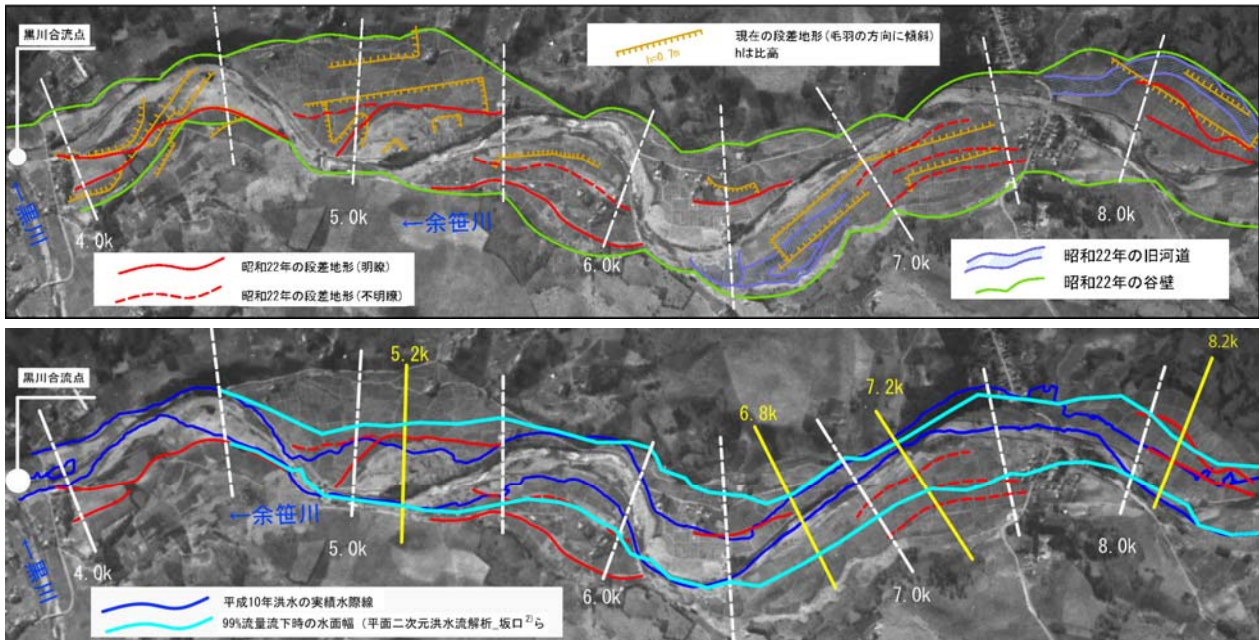 黒川合流点
現在の段差地形(毛羽の方向に傾斜)
h=0.7m
hは比高
←黒川
4.0k
5.0k
←余笹川
6.0k
7.0k
8.0k
昭和22年の段差地形(明瞭)
昭和22年の段差地形(不明瞭)
昭和22年の旧河道
昭和22年の谷壁
黒川合流点
5.2k
8.2k
7.2k
6.8k
←余笹川
←黒川
4.0k
5.0k
6.0k
7.0k
8.0k
平成10年洪水の実績水際線
99%流量流下時の水面幅 (平面二次元洪水流解析_坂口2)ら